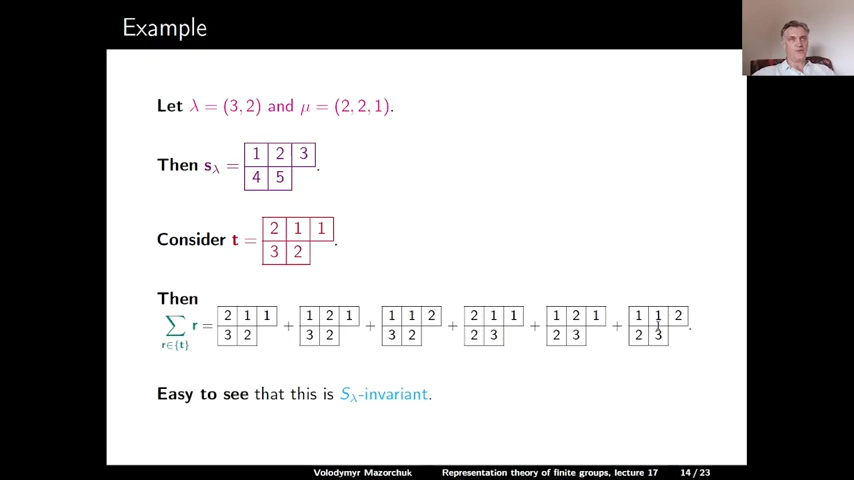 Example
Let λ = (3, 2) and μ = (2, 2, 1).
Then s_λ =
1 2 3
4 5
.
Consider t =
2 1 1
3 2
.
Then
∑ r∈{t} r = 2 1 1 + 1 2 1 + 1 1 2 + 2 1 1 + 1 2 1 + 1 1 2
3 2 3 2 3 2 2 3 2 3 2 3 .
Easy to see that this is S_λ-invariant.
Volodymyr Mazorchuk Representation theory of finite groups, lecture 17 14 / 23